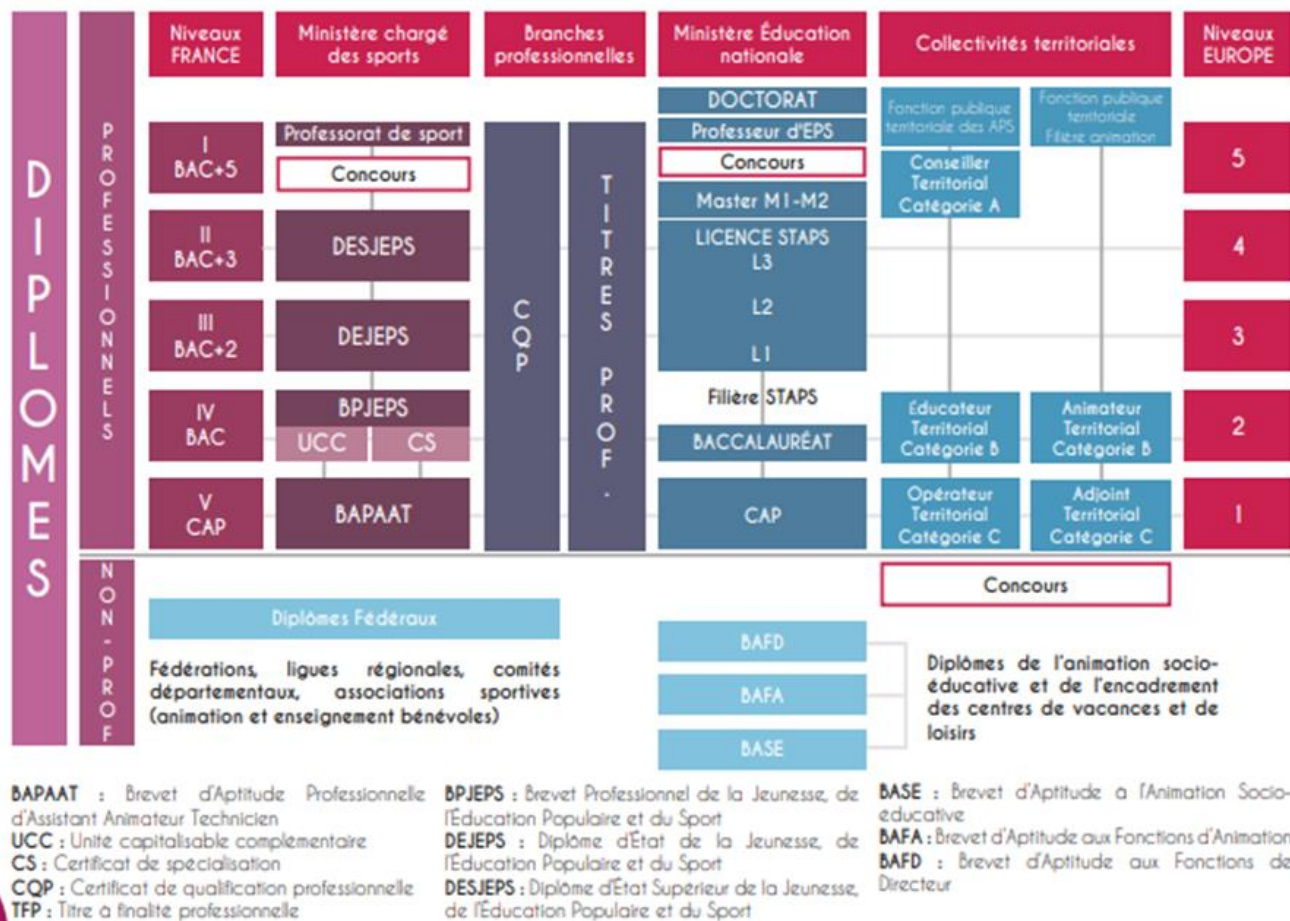 DIPLOMES
PROFESSIONNELS
NON-PROF
Niveaux
FRANCE
Ministère chargé
des sports
Branches
professionnelles
Ministère Éducation
nationale
Collectivités territoriales
Niveaux
EUROPE
I
BAC+5
Professorat de sport
Concours
DOCTORAT
Professeur d'EPS
Concours
Master M1-M2
Fonction publique
territoriale des APS
Conseiller
Territorial
Catégorie A
Fonction publique
territoriale
Filière animation
5
II
BAC+3
DESJEPS
LICENCE STAPS
L3
4
L2
III
BAC+2
DEJEPS
CQP
TITRES PROF.
L1
3
Filière STAPS
IV
BAC
BPJEPS
UCC
CS
BACCALAURÉAT
Éducateur
Territorial
Catégorie B
Animateur
Territorial
Catégorie B
2
V
CAP
BAPAAT
CAP
Opérateur
Territorial
Catégorie C
Adjoint
Territorial
Catégorie C
1
Concours
Diplômes Fédéraux
Fédérations, ligues régionales, comités
départementaux, associations sportives
(animation et enseignement bénévoles)
BAFD
BAFA
BASE
Diplômes de l'animation socio-
éducative et de l'encadrement
des centres de vacances et de
loisirs
BAPAAT : Brevet d'Aptitude Professionnelle
d'Assistant Animateur Technicien
UCC : Unité capitalisable complémentaire
CS : Certificat de spécialisation
CQP : Certificat de qualification professionnelle
TFP : Titre à finalité professionnelle
BPJEPS : Brevet Professionnel de la Jeunesse, de
l'Éducation Populaire et du Sport
DEJEPS : Diplôme d'État de la Jeunesse, de
l'Éducation Populaire et du Sport
DESJEPS : Diplôme d'État Supérieur de la Jeunesse,
de l'Éducation Populaire et du Sport
BASE : Brevet d'Aptitude à l'Animation Socio-
éducative
BAFA : Brevet d'Aptitude aux Fonctions d'Animation
BAFD : Brevet d'Aptitude aux Fonctions de
Directeur